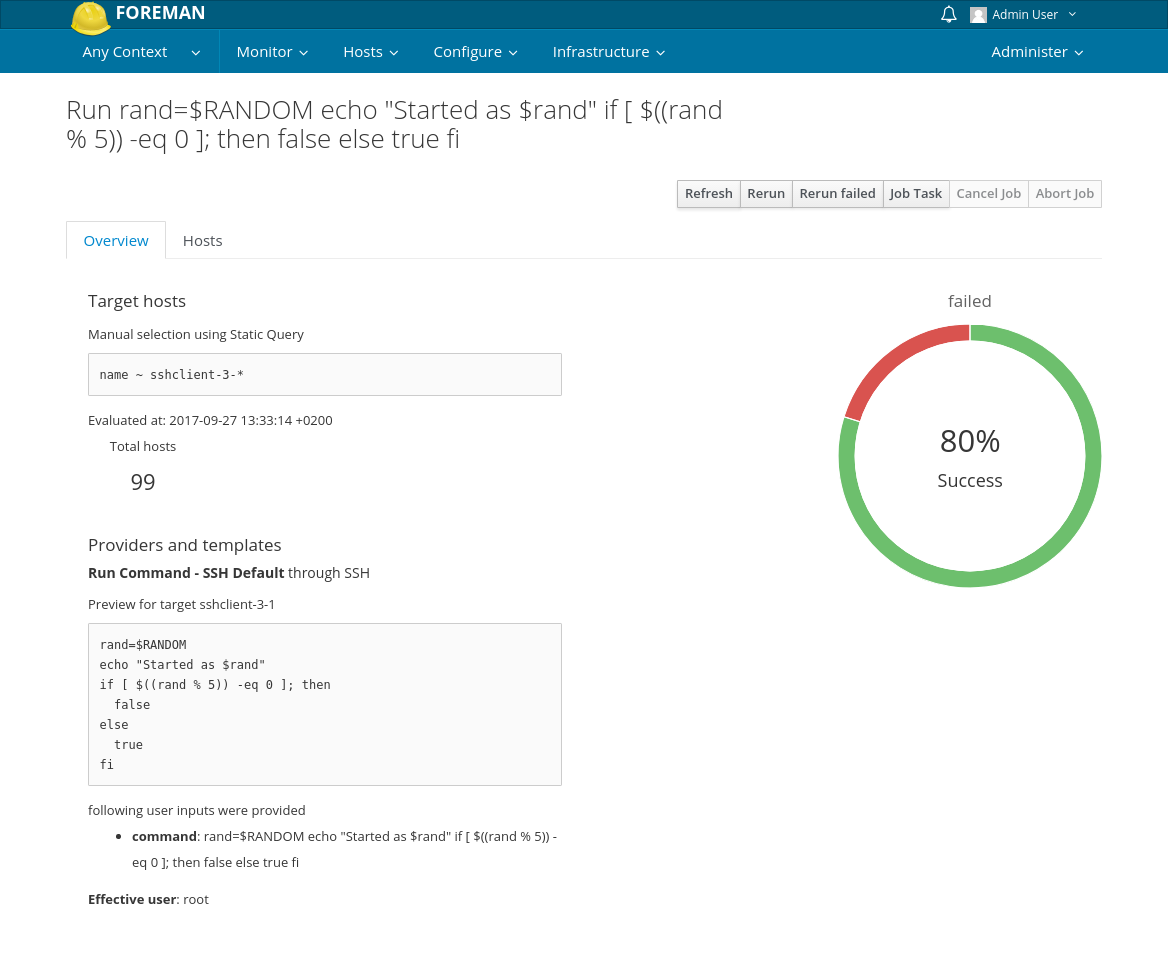 FOREMAN
Admin User
Any Context
Monitor
Hosts
Configure
Infrastructure
Administer
Run rand=$RANDOM echo "Started as $rand" if [ $((rand
% 5)) -eq 0 ]; then false else true fi
Refresh
Rerun
Rerun failed
Job Task
Cancel Job
Abort Job
Overview
Hosts
Target hosts
Manual selection using Static Query
name ~ sshclient-3-*
Evaluated at: 2017-09-27 13:33:14 +0200
Total hosts
99
failed
80%
Success
Providers and templates
Run Command - SSH Default through SSH
Preview for target sshclient-3-1
rand=$RANDOM
echo "Started as $rand"
if [ $((rand % 5)) -eq 0 ]; then
  false
else
  true
fi
following user inputs were provided
• command: rand=$RANDOM echo "Started as $rand" if [ $((rand % 5)) -
eq 0 ]; then false else true fi
Effective user: root